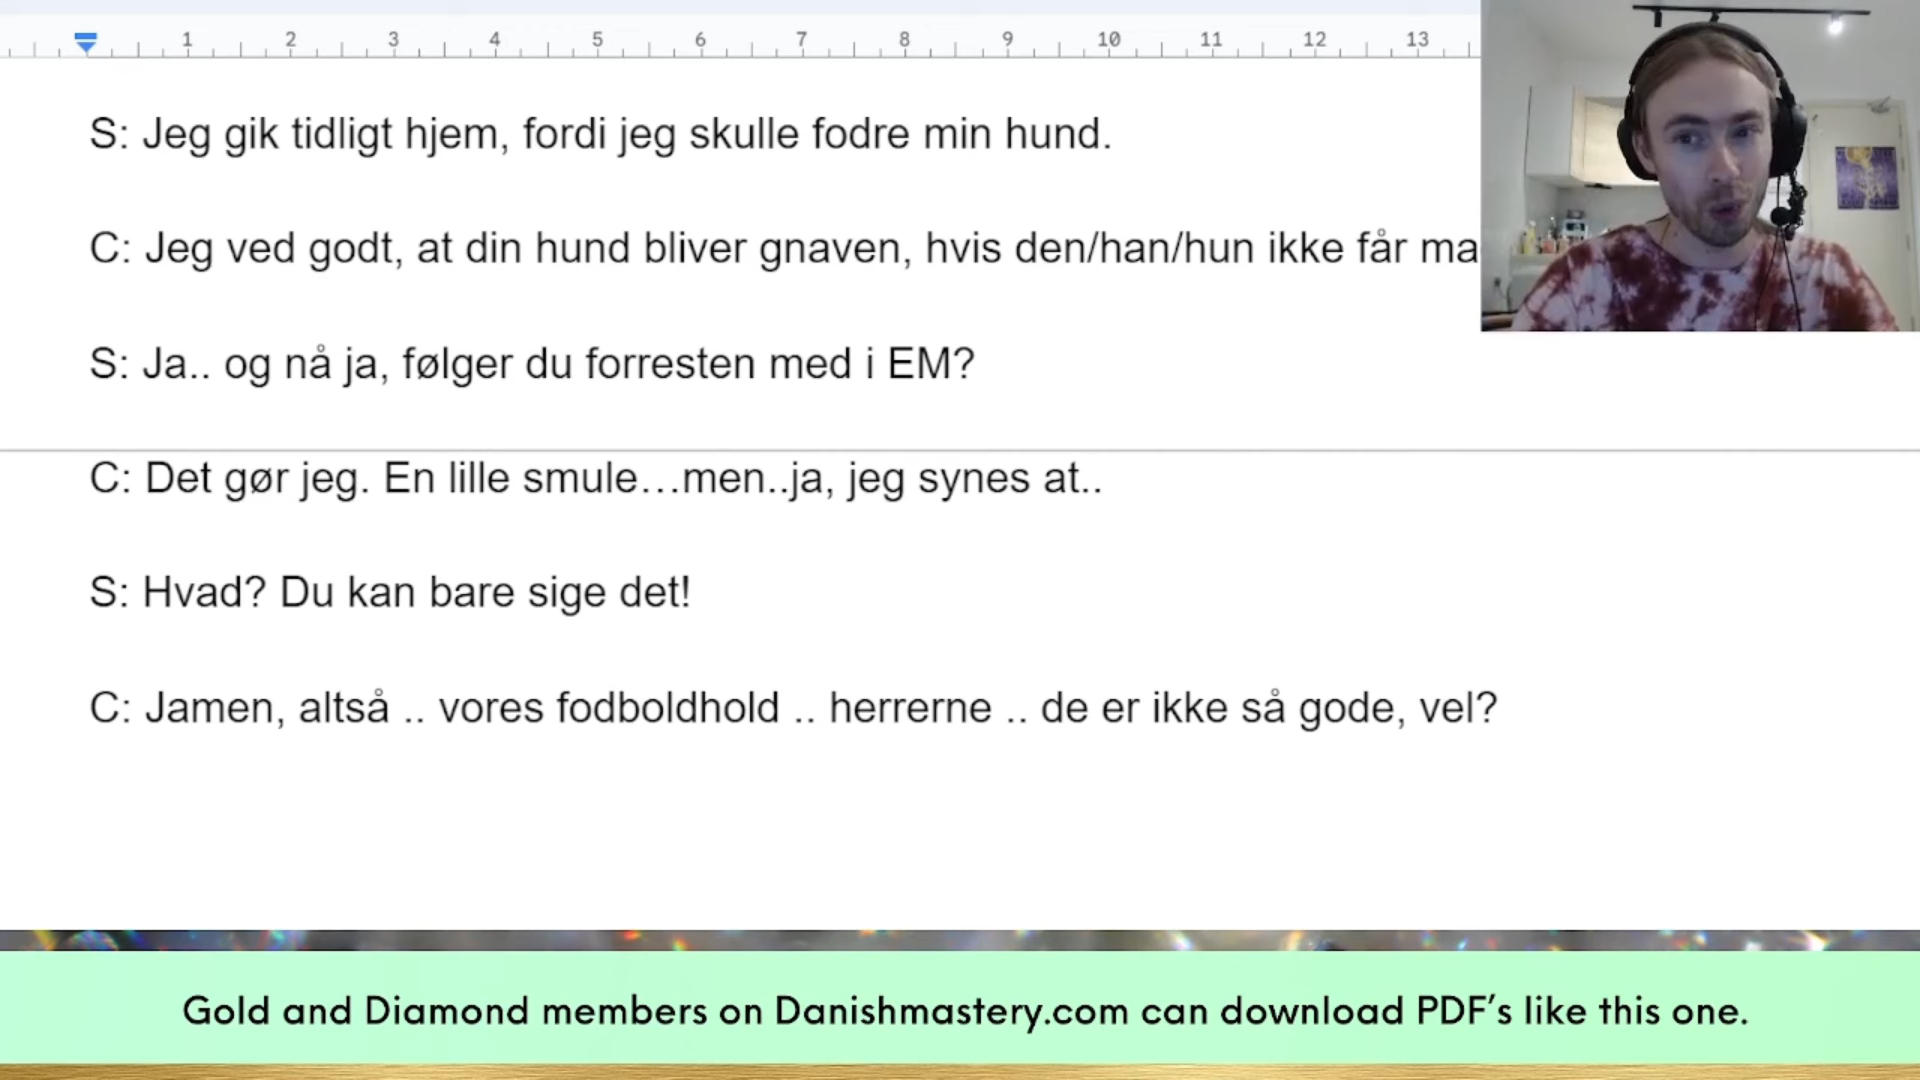 1 2 3 4 5 6 7 8 9 10 11 12 13
S: Jeg gik tidligt hjem, fordi jeg skulle fodre min hund.
C: Jeg ved godt, at din hund bliver gnaven, hvis den/han/hun ikke får
S: Ja.. og nå ja, følger du forresten med i EM?
C: Det gør jeg. En lille smule...men..ja, jeg synes at..
S: Hvad? Du kan bare sige det!
C: Jamen, altså .. vores fodboldhold .. herrerne .. de er ikke så gode, vel?
Gold and Diamond members on Danishmastery.com can download PDF's like this one.